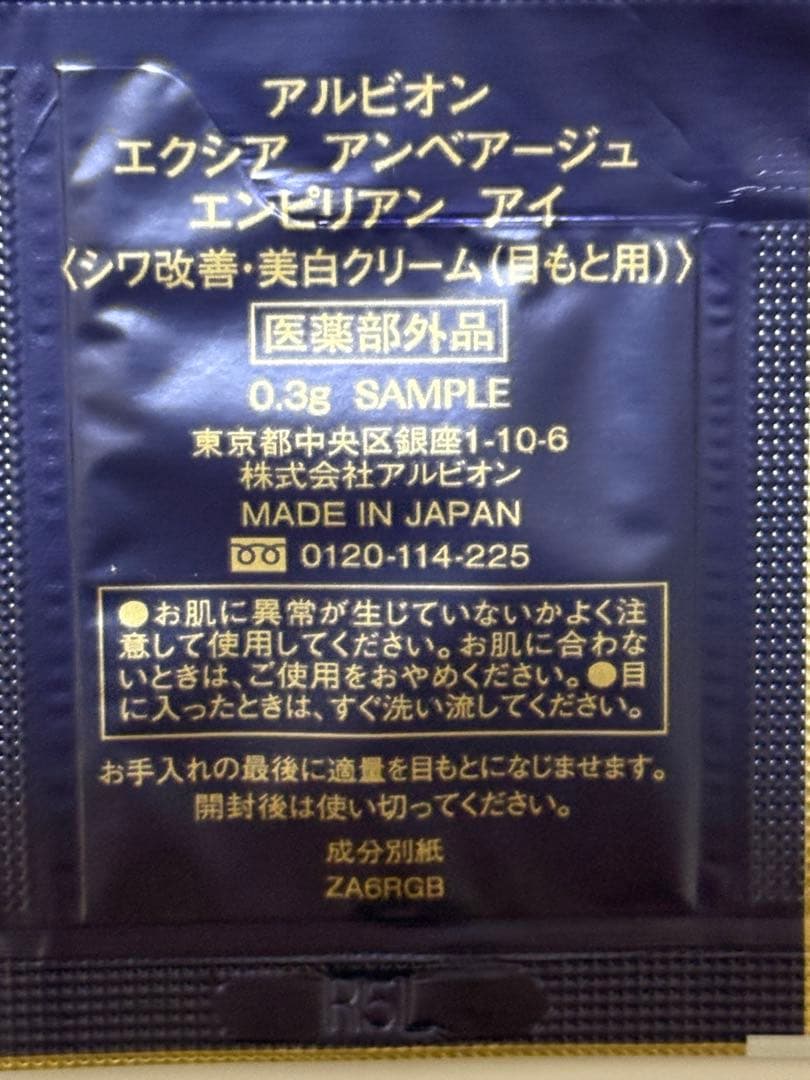 アルビオン
エクシア アンベアージュ
エンピリアン アイ
〈シワ改善・美白クリーム(目もと用)〉
医薬部外品
0.3g SAMPLE
東京都中央区銀座1-10-6
株式会社アルビオン
MADE IN JAPAN
0120-114-225
●お肌に異常が生じていないかよく注
意して使用してください。お肌に合わな
いときは、ご使用をおやめください。●目
に入ったときは、すぐ洗い流してください。
お手入れの最後に適量を目もとになじませます。
開封後は使い切ってください。
成分別紙
ZA6RGB